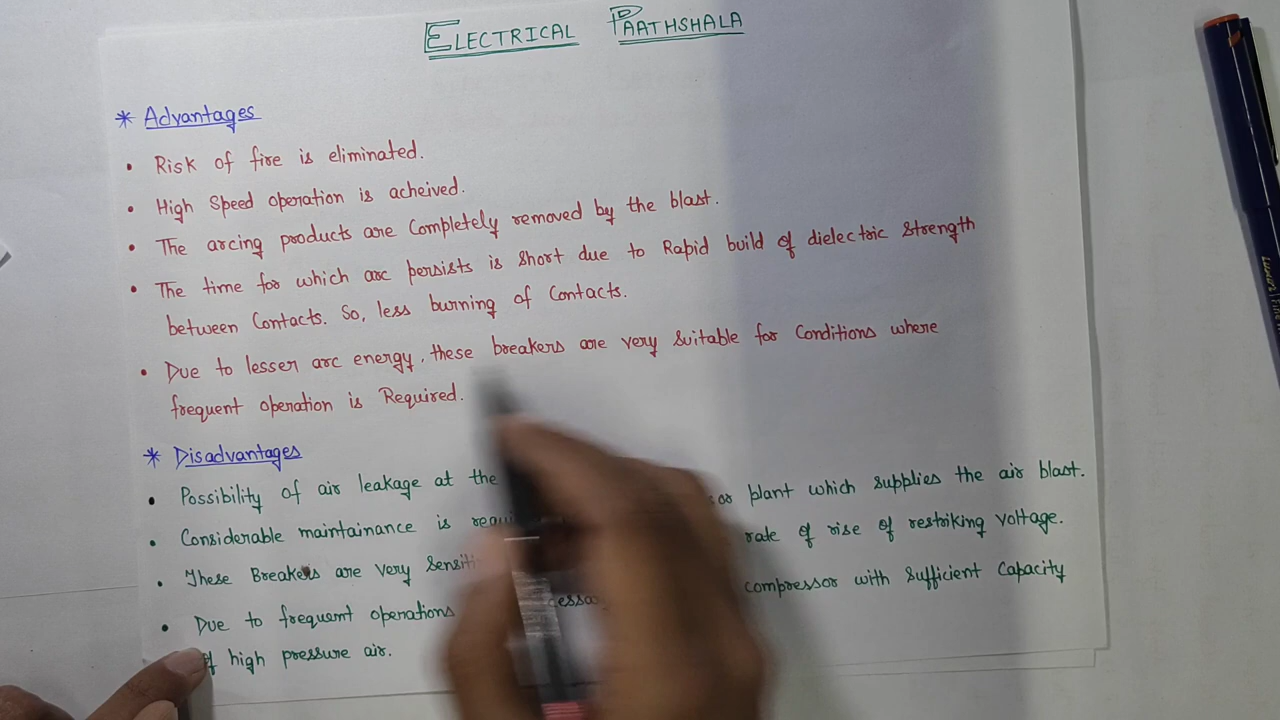 ELECTRICAL PAATHSHALA
* Advantages
• Risk of fire is eliminated.
• High Speed operation is acheived.
• The arcing products are Completely removed by the blast.
• The time for which arc persists is short due to Rapid build of dielectric strength
between Contacts. So, less burning of Contacts.
• Due to lesser arc energy, these breakers are very suitable for Conditions where
frequent operation is Required.
* Disadvantages
• Possibility of air leakage at the
• Considerable maintainance is plant which supplies the air blast.
• These Breakers are very rate of rise of restriking voltage.
• Due to frequent operations compressor with sufficient Capacity
of high pressure air.